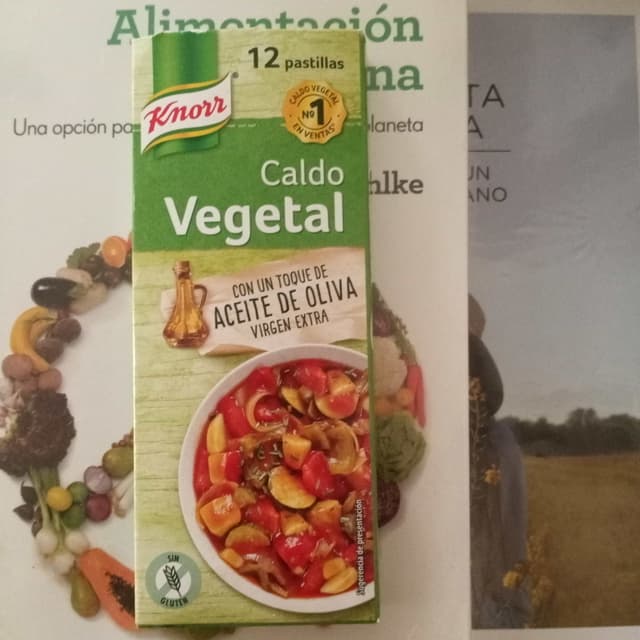 Alimentación
na
Una opción pa
planeta
hlke
TA
A
UN
ANO
12 pastillas
Knorr
CALDO VEGETAL
Nº1
EN VENTAS
Caldo
Vegetal
CON UN TOQUE DE
ACEITE DE OLIVA
VIRGEN EXTRA
Sugerencia de presentación
SIN
GLUTEN